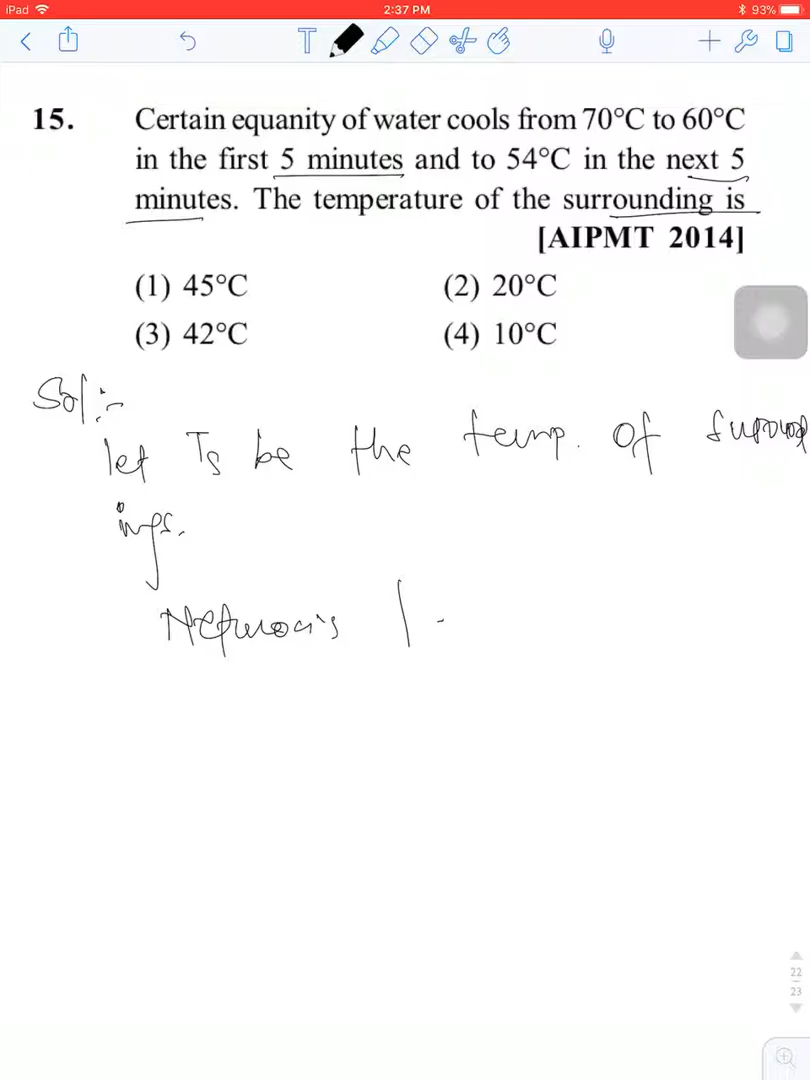 iPad 2:37 PM 93%
T
15. Certain equanity of water cools from 70°C to 60°C
in the first 5 minutes and to 54°C in the next 5
minutes. The temperature of the surrounding is
[AIPMT 2014]
(1) 45°C (2) 20°C
(3) 42°C (4) 10°C
Sol:-
let Ts be the temp. of
ings.
22
23